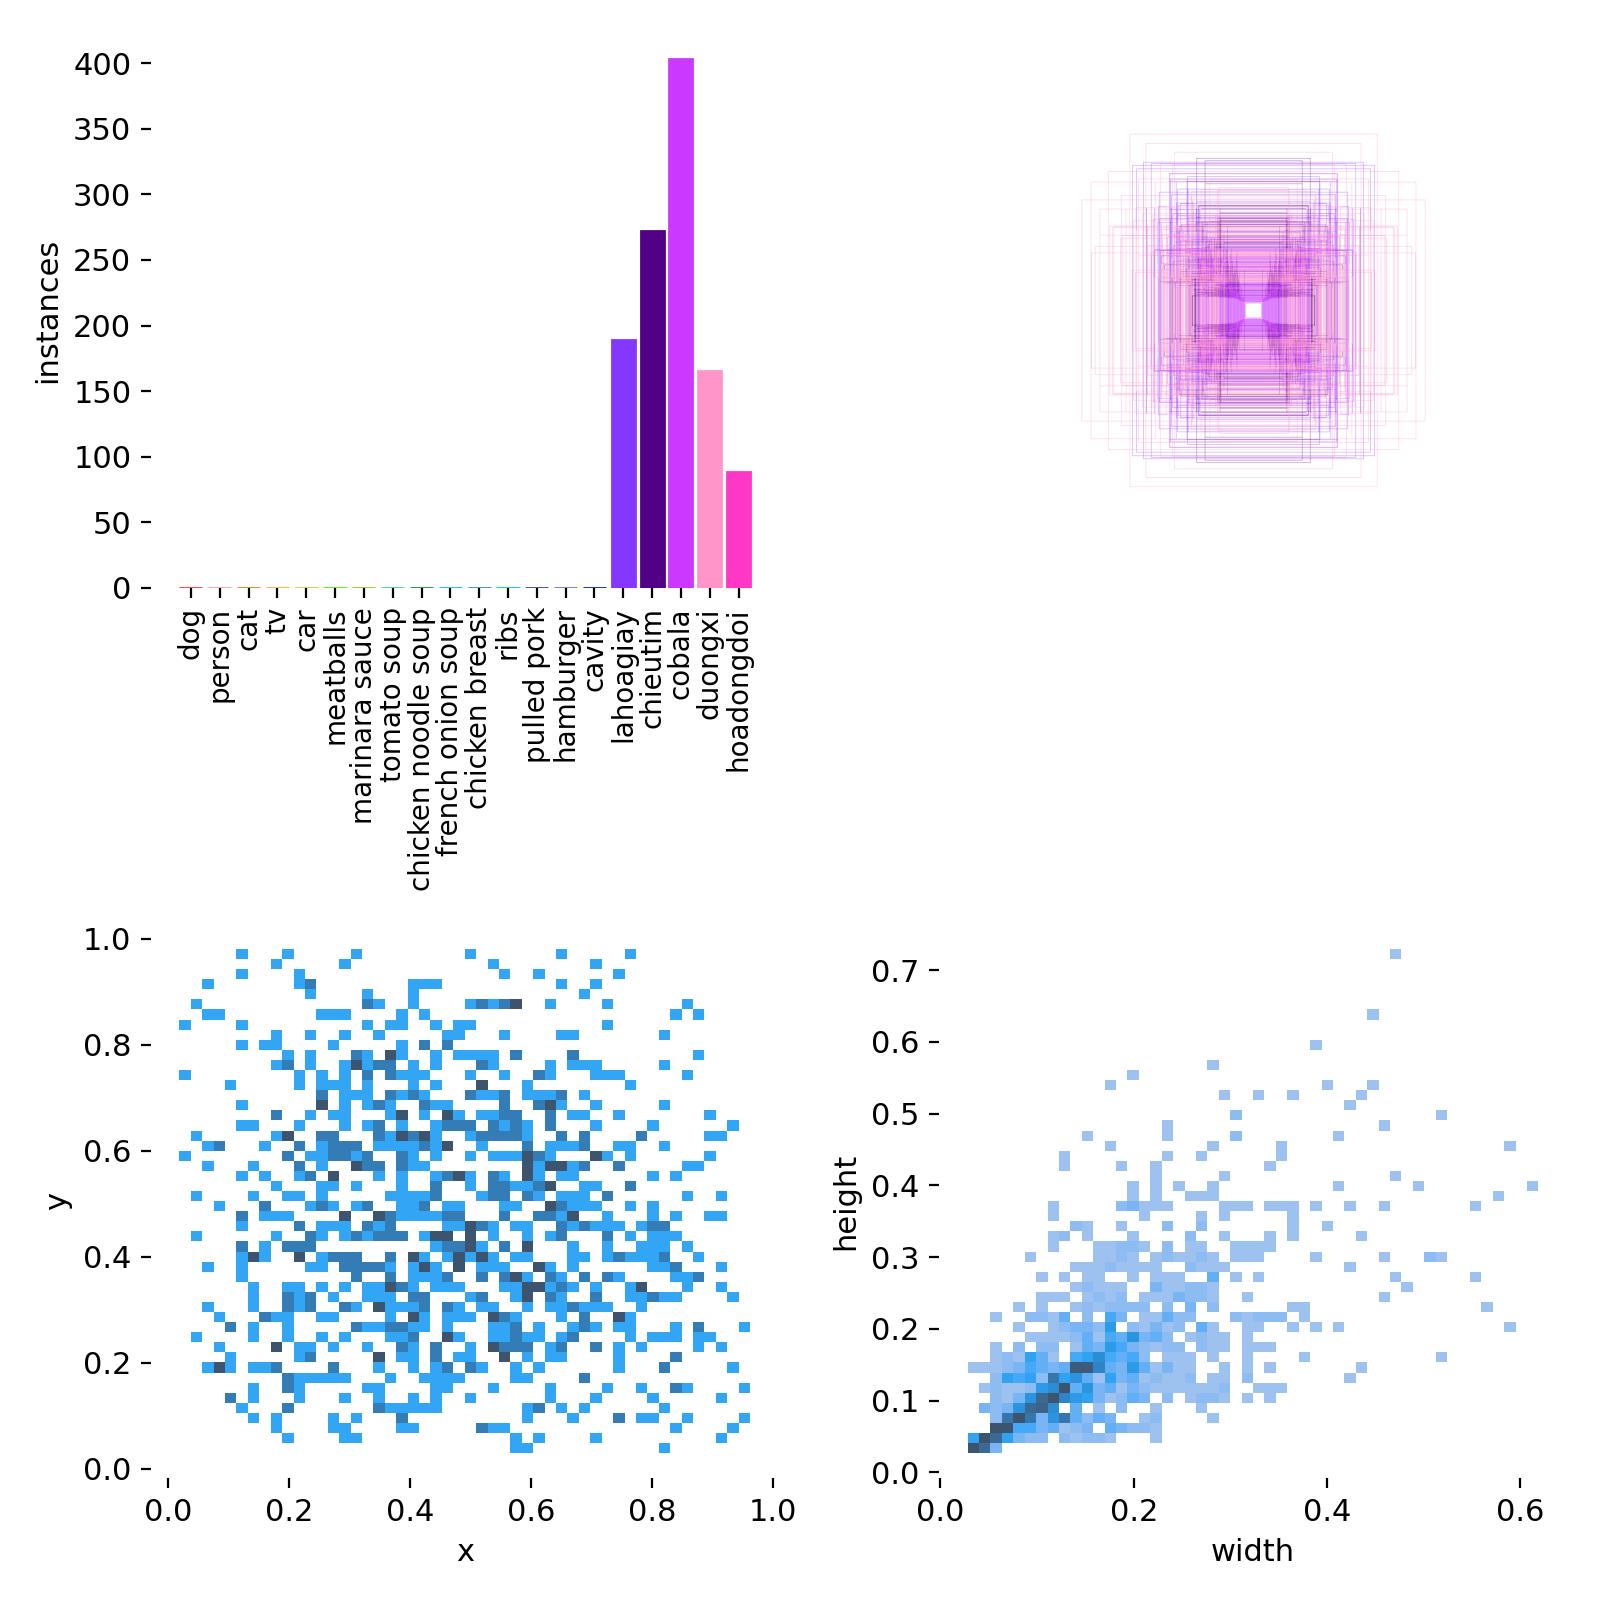 instances
400
350
300
250
200
150
100
50
0
dog
person
cat
tv
car
meatballs
marinara sauce
tomato soup
chicken noodle soup
french onion soup
chicken breast
ribs
pulled pork
hamburger
cavity
lahoagiay
chieutim
cobala
duongxi
hoadongdoi
y
1.0
0.8
0.6
0.4
0.2
0.0
0.0 0.2 0.4 0.6 0.8 1.0
x
height
0.7
0.6
0.5
0.4
0.3
0.2
0.1
0.0
0.0 0.2 0.4 0.6
width